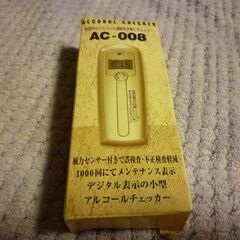 ALCOHOL CHECKER
AC-008
風力センサー付きで誤検査・不正検査軽減
1000回にてメンテナンス表示
デジタル表示の小型
アルコールチェッカー